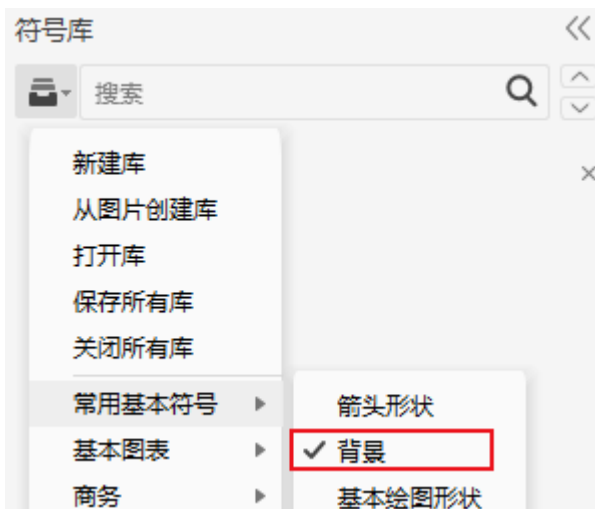 符号库
搜索
新建库
从图片创建库
打开库
保存所有库
关闭所有库
常用基本符号
箭头形状
基本图表
背景
商务
基本绘图形状